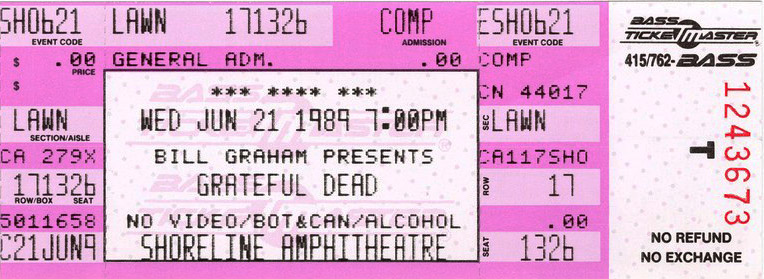 SHO621 LAWN 17132б COMP ESHO621
EVENT CODE ADMISSION EVENT CODE
$ .00 GENERAL ADM. .00 COMP
PRICE
$ *** **** *** CN 44017
LAWN WED JUN 21 1989 7:00PM SEC LAWN
SECTION/AISLE
CA 279X BILL GRAHAM PRESENTS CA117SHO
171326 GRATEFUL DEAD ROW 17
ROW/BOX SEAT
5011658 NO VIDEO/BOT&CAN/ALCOHOL .00
C21JUN9 SHORELINE AMPHITHEATRE SEAT 1326
BASS
TICKETMASTER
415/762-BASS
1243673
T
NO REFUND
NO EXCHANGE